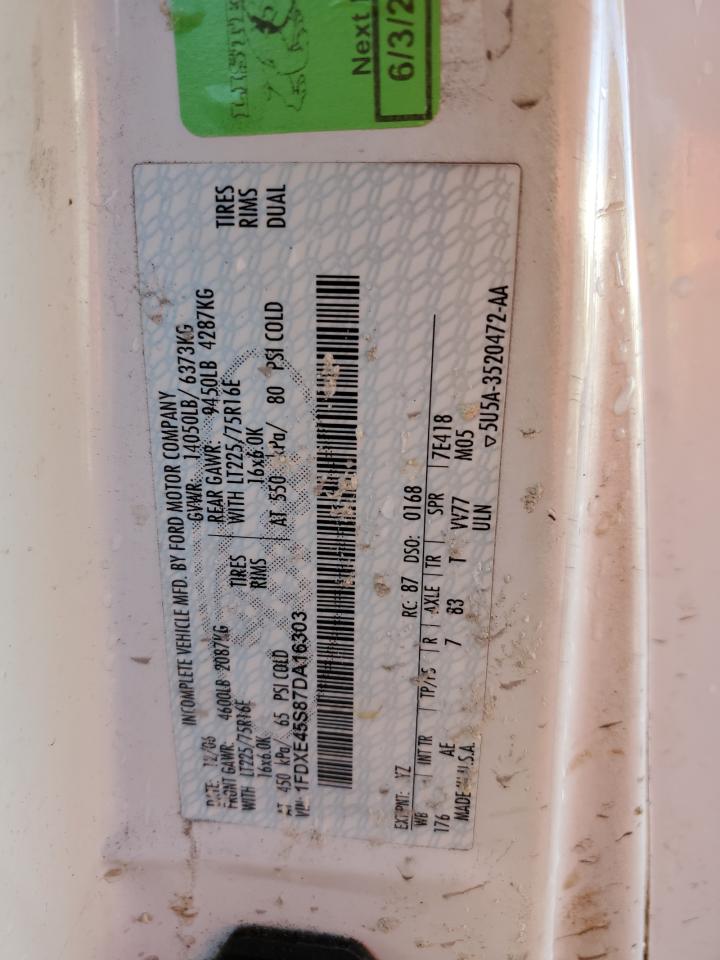 Next
6/3/2
INCOMPLETE VEHICLE MFD. BY FORD MOTOR COMPANY
DATE: 12/06 GVWR: 14050LB/ 6373KG
FRONT GAWR: 4600LB 2087KG REAR GAWR: 9450LB 4287KG
WITH LT225/75R16E TIRES WITH LT225/75R16E TIRES
16x6.0K RIMS 16x6.0K RIMS
AT 450 kPa/ 65 PSI COLD AT 550 kPa/ 80 PSI COLD DUAL
VIN: 1FDXE45S87DA16303
EXT PNT: YZ RC: 87 DSO: 0168
WB INT TR TP/PS R AXLE TR SPR
176 AE 7 83 T VV77 7E418
MADE IN U.S.A. ULN M05
▽5U5A-3520472-AA